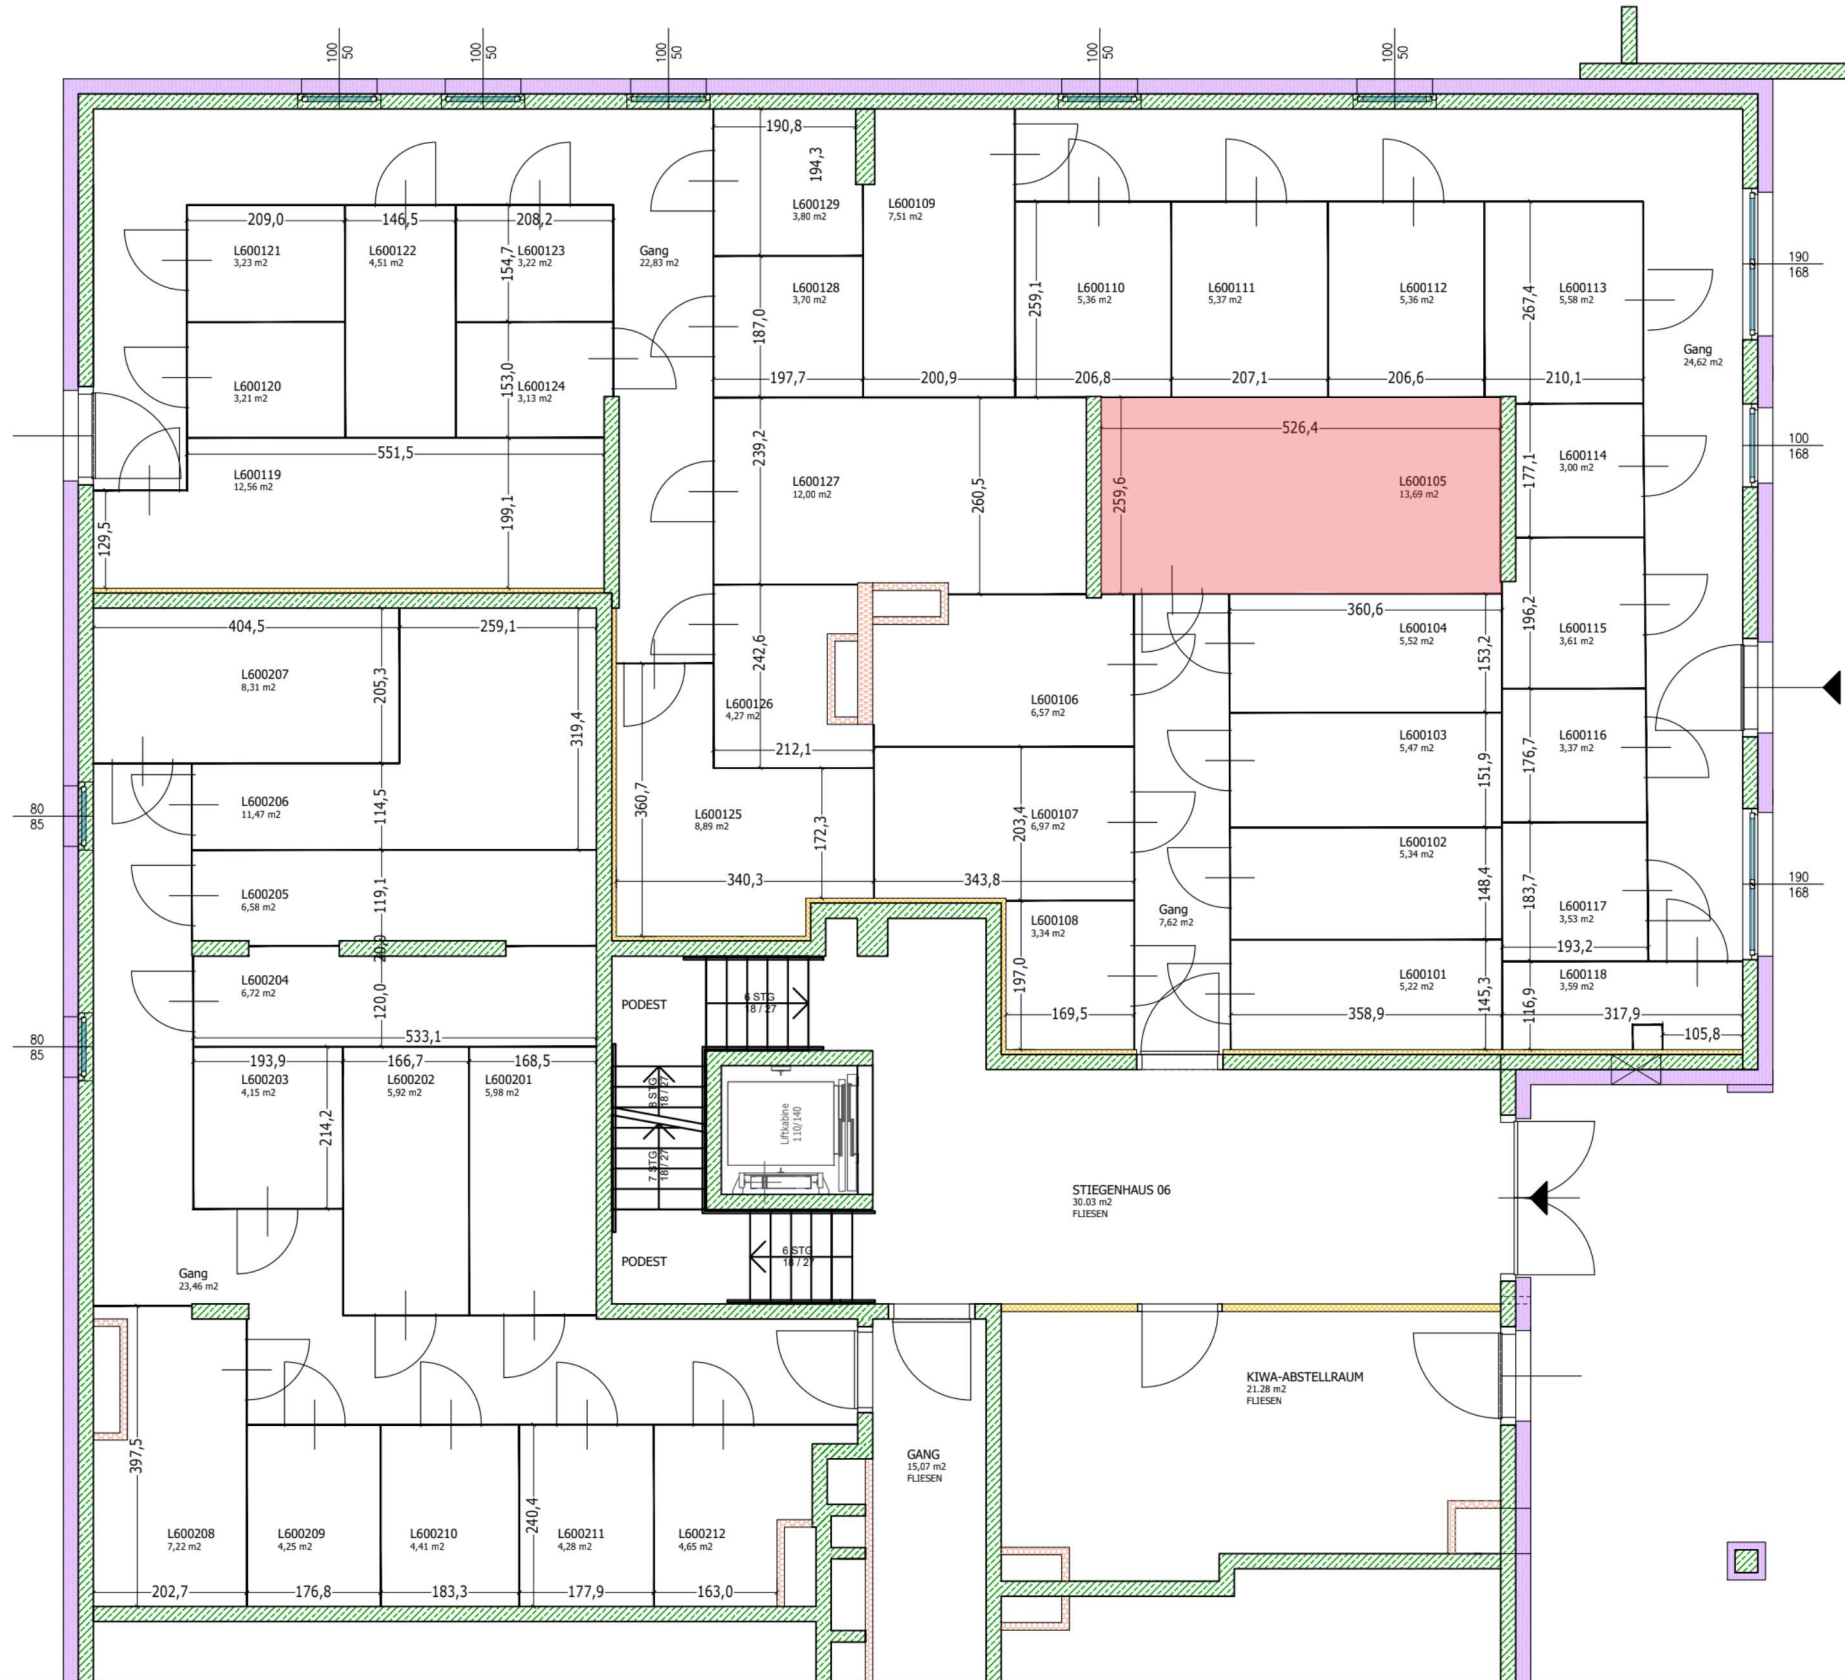 100
50
100
50
100
50
100
50
100
50
190,8
194,3
L600129
3,80 m2
L600109
7,51 m2
209,0
146,5
208,2
L600121
3,23 m2
L600122
4,51 m2
154,7
L600123
3,22 m2
Gang
22,83 m2
190
168
L600128
3,70 m2
187,0
259,1
L600110
5,36 m2
L600111
5,37 m2
L600112
5,36 m2
267,4
L600113
5,58 m2
Gang
24,62 m2
L600120
3,21 m2
153,0
L600124
3,13 m2
197,7
200,9
206,8
207,1
206,6
210,1
551,5
239,2
526,4
100
168
L600119
12,56 m2
L600127
12,00 m2
260,5
259,6
L600105
13,69 m2
177,1
L600114
3,00 m2
129,5
199,1
404,5
259,1
360,6
L600104
5,52 m2
153,2
196,2
L600115
3,61 m2
L600207
8,31 m2
205,3
319,4
242,6
L600126
4,27 m2
L600106
6,57 m2
212,1
L600103
5,47 m2
151,9
176,7
L600116
3,37 m2
80
85
L600206
11,47 m2
114,5
360,7
L600125
8,89 m2
172,3
203,4
L600107
6,97 m2
L600102
5,34 m2
148,4
340,3
343,8
190
168
L600205
6,58 m2
119,1
L600108
3,34 m2
Gang
7,62 m2
183,7
L600117
3,53 m2
193,2
20,0
L600204
6,72 m2
120,0
PODEST
6 STG
18 / 27
197,0
L600101
5,22 m2
145,3
L600118
3,59 m2
116,9
169,5
358,9
317,9
105,8
80
85
533,1
193,9
166,7
168,5
L600203
4,15 m2
L600202
5,92 m2
L600201
5,98 m2
214,2
8 STG
18 / 27
7 STG
18 / 27
Liftkabine
110/140
STIEGENHAUS 06
30.03 m2
FLIESEN
PODEST
6 STG
18 / 27
Gang
23,46 m2
KIWA-ABSTELLRAUM
21.28 m2
FLIESEN
397,5
GANG
15,07 m2
FLIESEN
240,4
L600208
7,22 m2
L600209
4,25 m2
L600210
4,41 m2
L600211
4,28 m2
L600212
4,65 m2
202,7
176,8
183,3
177,9
163,0